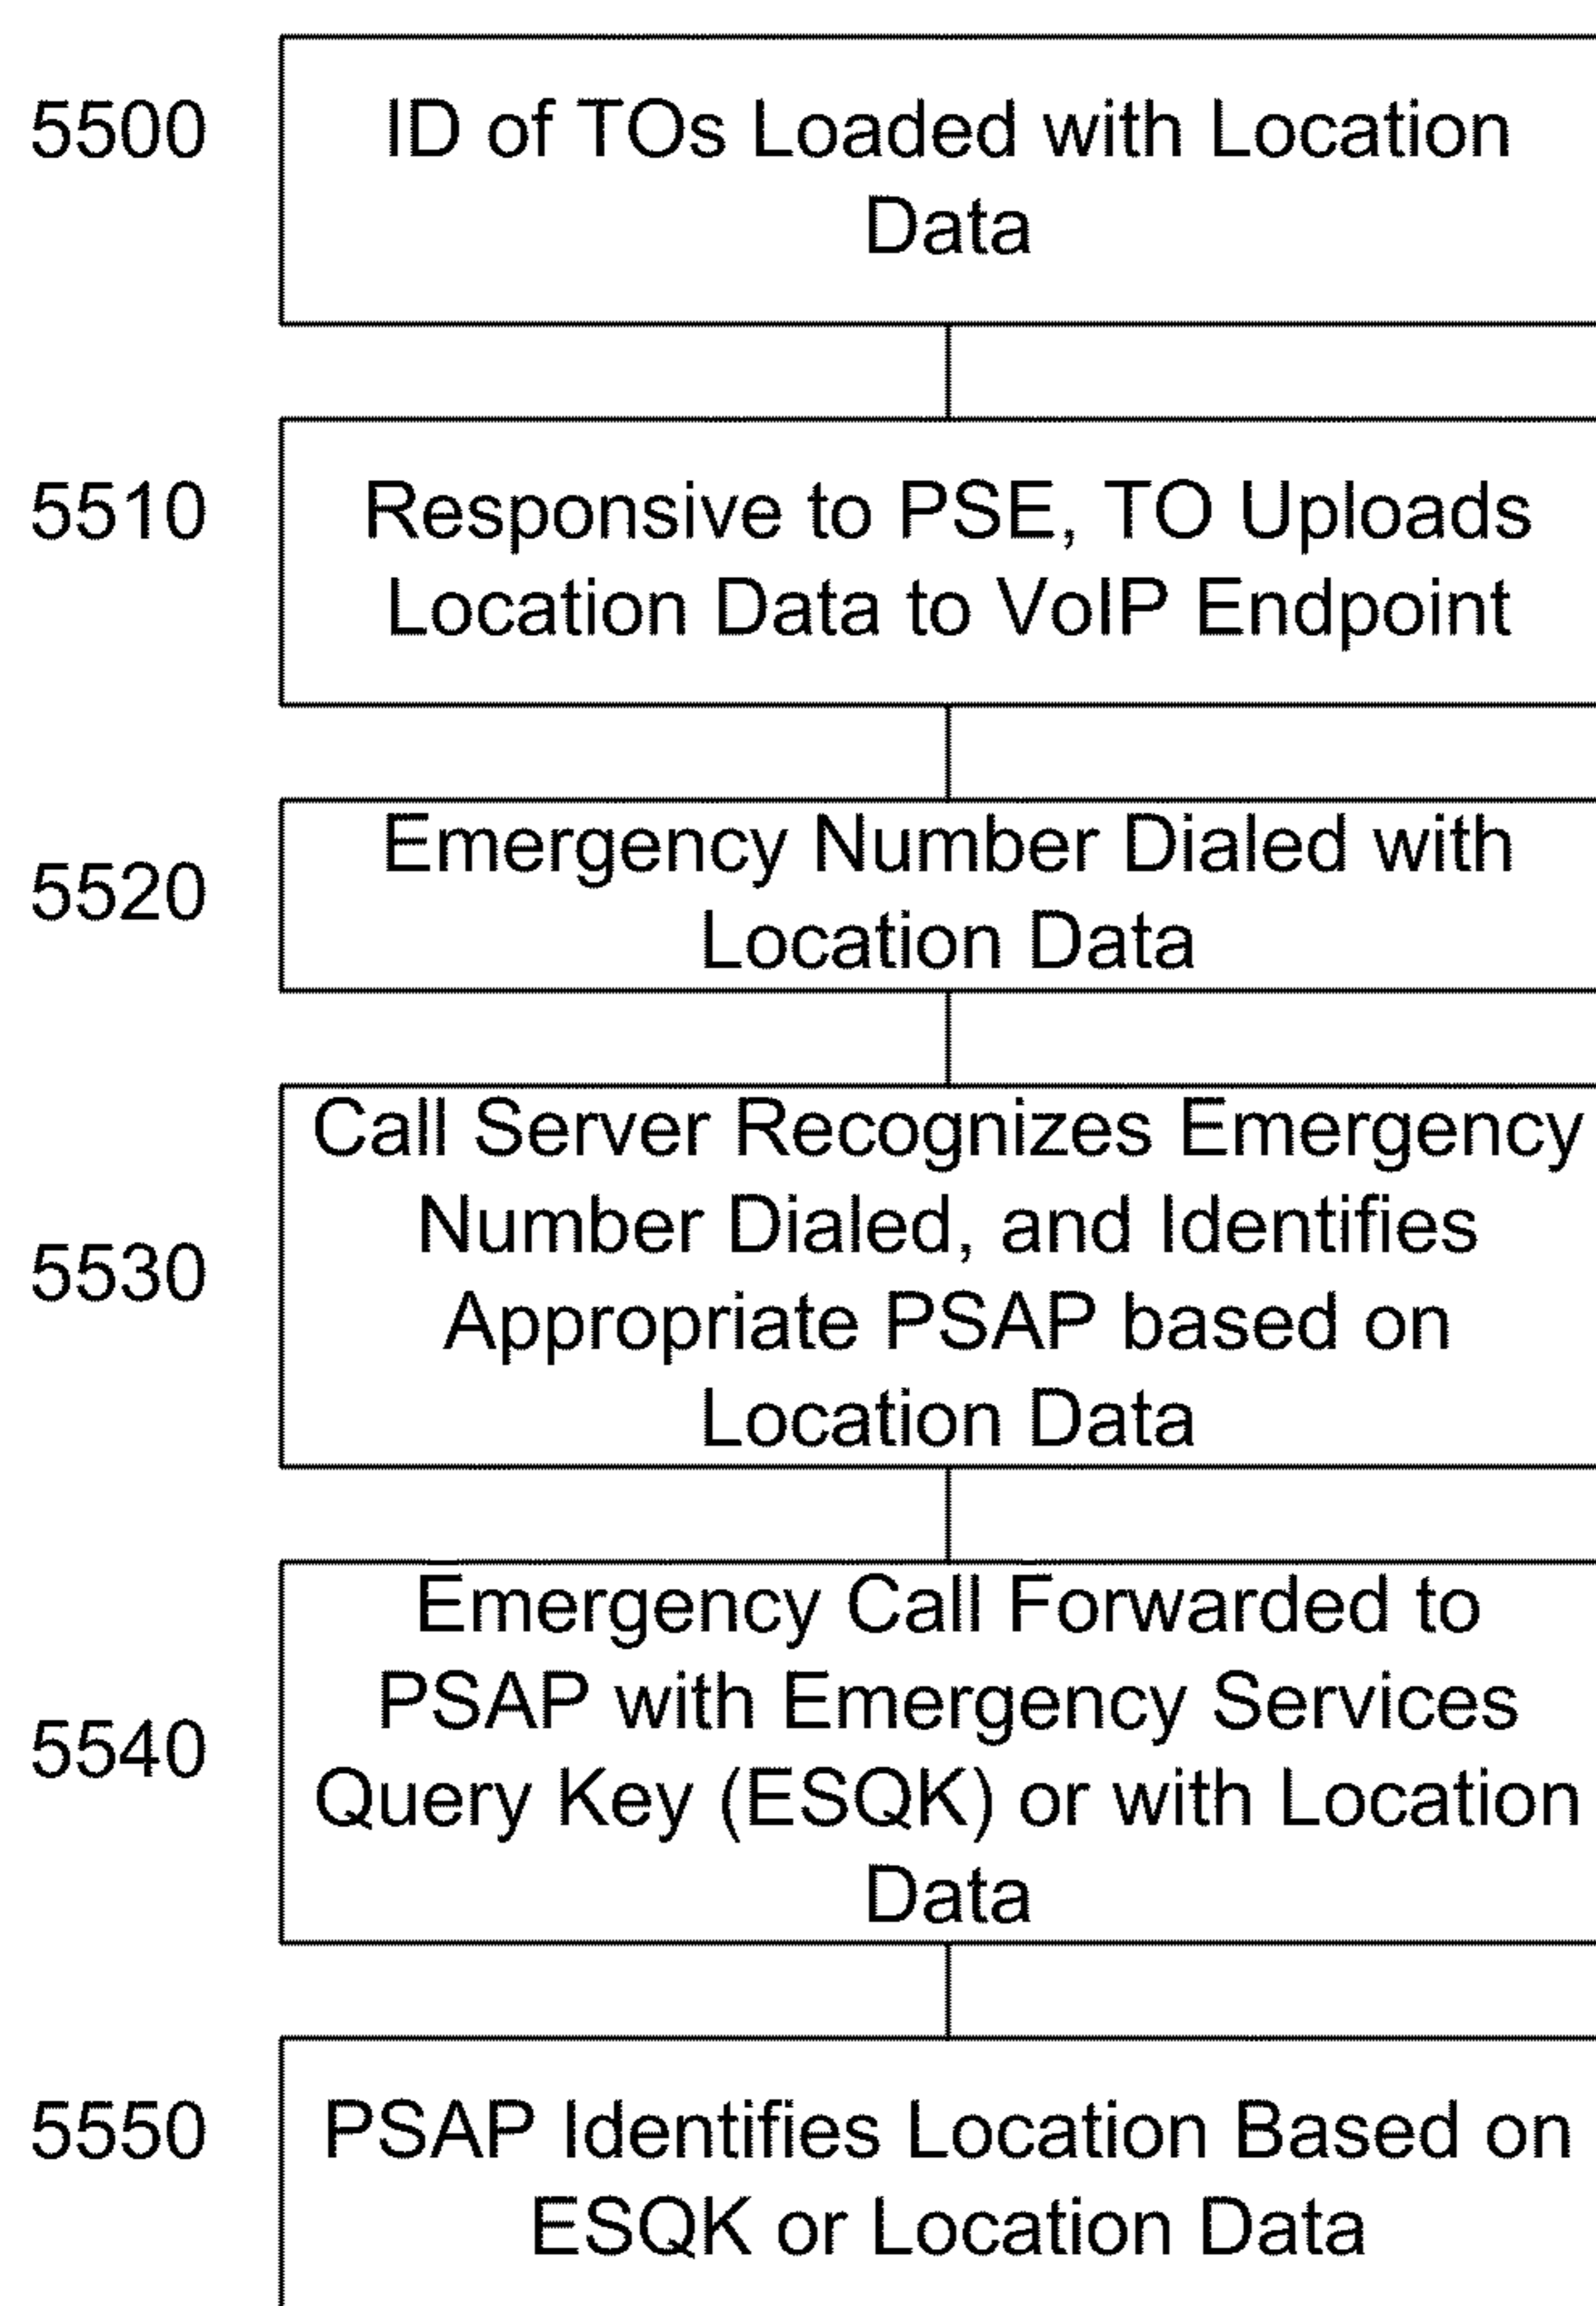 5500
ID of TOs Loaded with Location
Data
5510
Responsive to PSE, TO Uploads
Location Data to VoIP Endpoint
5520
Emergency Number Dialed with
Location Data
5530
Call Server Recognizes Emergency
Number Dialed, and Identifies
Appropriate PSAP based on
Location Data
5540
Emergency Call Forwarded to
PSAP with Emergency Services
Query Key (ESQK) or with Location
Data
5550
PSAP Identifies Location Based on
ESQK or Location Data